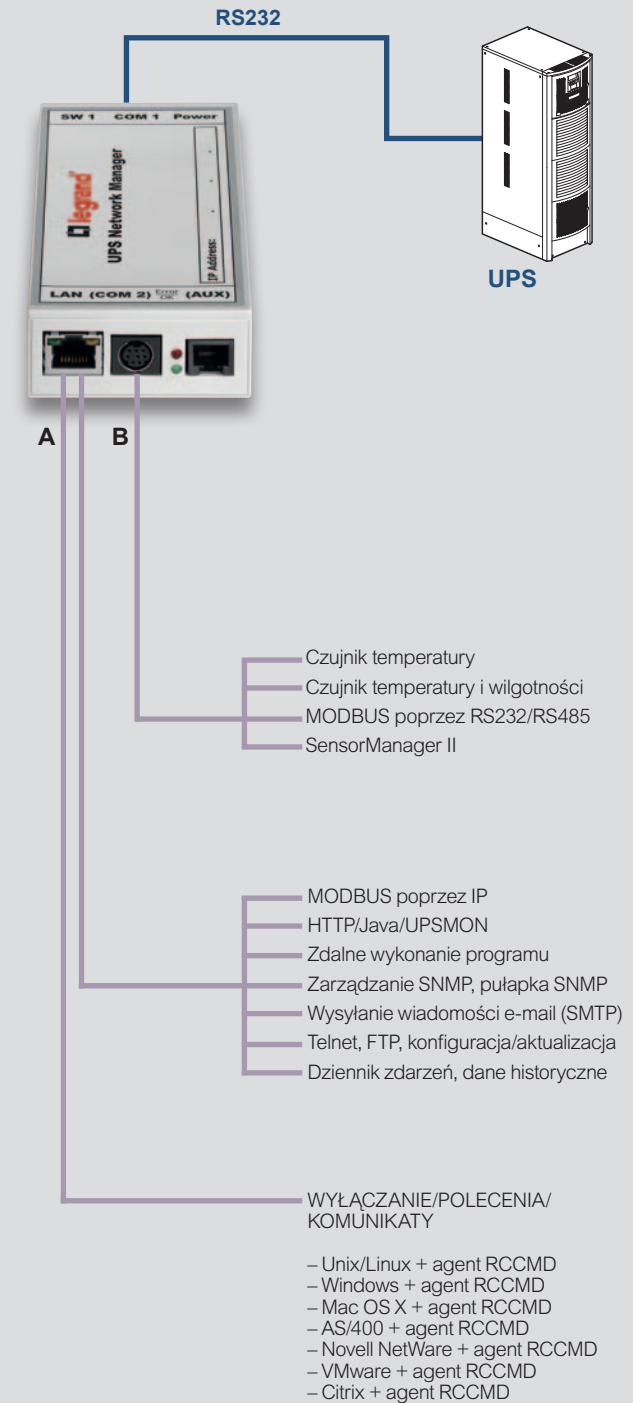 RS232
SW 1 COM 1 Power
legrand
UPS Network Manager
IP Address: . . .
LAN (COM 2) Error OK (AUX)
UPS
A B
Czujnik temperatury
Czujnik temperatury i wilgotności
MODBUS poprzez RS232/RS485
SensorManager II
MODBUS poprzez IP
HTTP/Java/UPSMON
Zdalne wykonanie programu
Zarządzanie SNMP, pułapka SNMP
Wysyłanie wiadomości e-mail (SMTP)
Telnet, FTP, konfiguracja/aktualizacja
Dziennik zdarzeń, dane historyczne
WYŁĄCZANIE/POLECENIA/
KOMUNIKATY
– Unix/Linux + agent RCCMD
– Windows + agent RCCMD
– Mac OS X + agent RCCMD
– AS/400 + agent RCCMD
– Novell NetWare + agent RCCMD
– VMware + agent RCCMD
– Citrix + agent RCCMD